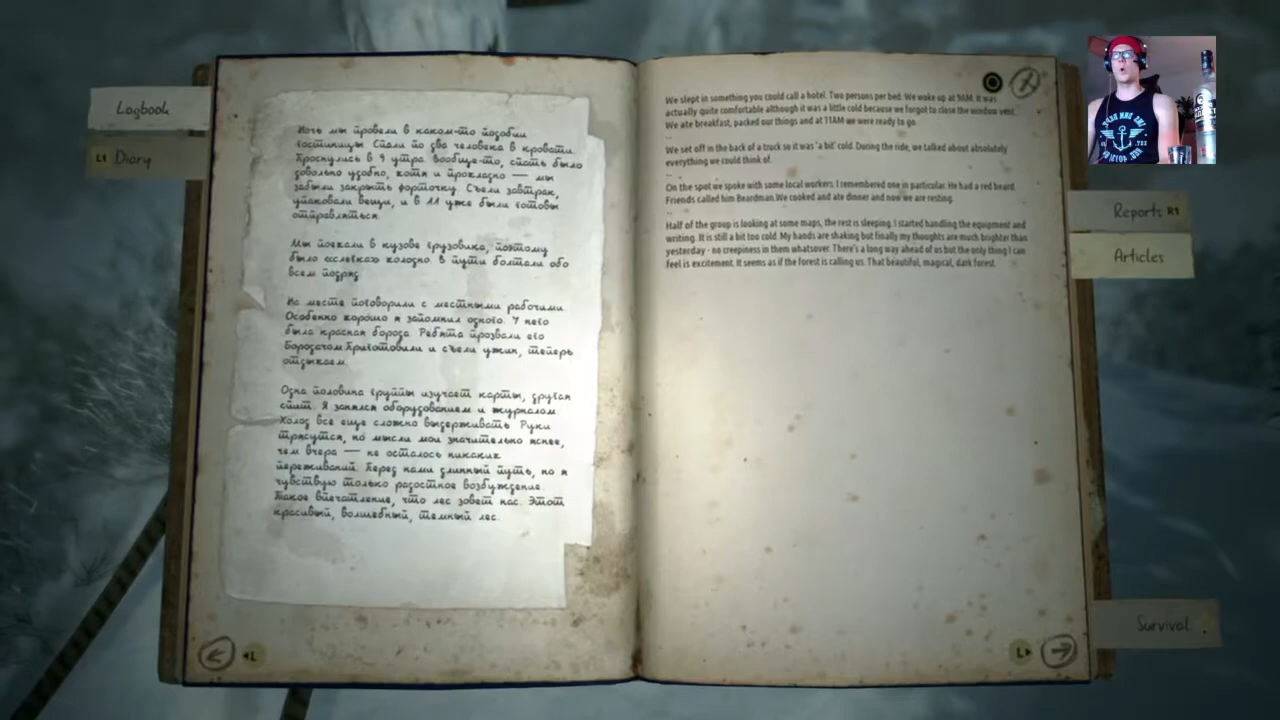 Logbook
L1 Diary
Ночь мы провели в каком-то подобии
гостиницы. Спали по два человека в кровати.
Проснулись в 9 утра. Вообще-то, спать было
довольно удобно, хотя и прохладно — мы
забыли закрыть форточку. Съели завтрак,
упаковали вещи, и в 11 уже были готовы
отправляться.
Мы поехали в кузове грузовика, поэтому
было «слегка» холодно. В пути болтали обо
всем подряд.
На месте поговорили с местными рабочими.
Особенно хорошо я запомнил одного. У него
была красная борода. Ребята прозвали его
Бородачом.Приготовили и съели ужин, теперь
отдыхаем.
Одна половина группы изучает карты, другая
спит. Я занялся оборудованием и журналом.
Холод все еще сложно выдерживать. Руки
трясутся, но мысли мои значительно яснее,
чем вчера — не осталось никаких
переживаний. Перед нами длинный путь, но я
чувствую только радостное возбуждение.
Такое впечатление, что лес зовет нас. Этот
красивый, волшебный, темный лес.
L
We slept in something you could call a hotel. Two persons per bed. We woke up at 9AM. It was
actually quite comfortable although it was a little cold because we forgot to close the window vent.
We ate breakfast, packed our things and at 11AM we were ready to go.
...
We set off in the back of a truck so it was 'a bit' cold. During the ride, we talked about absolutely
everything we could think of.
...
On the spot we spoke with some local workers. I remembered one in particular. He had a red beard.
Friends called him Beardman.We cooked and ate dinner and now we are resting.
...
Half of the group is looking at some maps, the rest is sleeping. I started handling the equipment and
writing. It is still a bit too cold. My hands are shaking but finally my thoughts are much brighter than
yesterday - no creepiness in them whatsover. There's a long way ahead of us but the only thing I can
feel is excitement. It seems as if the forest is calling us. That beautiful, magical, dark forest.
L
Reports R1
Articles
Survival